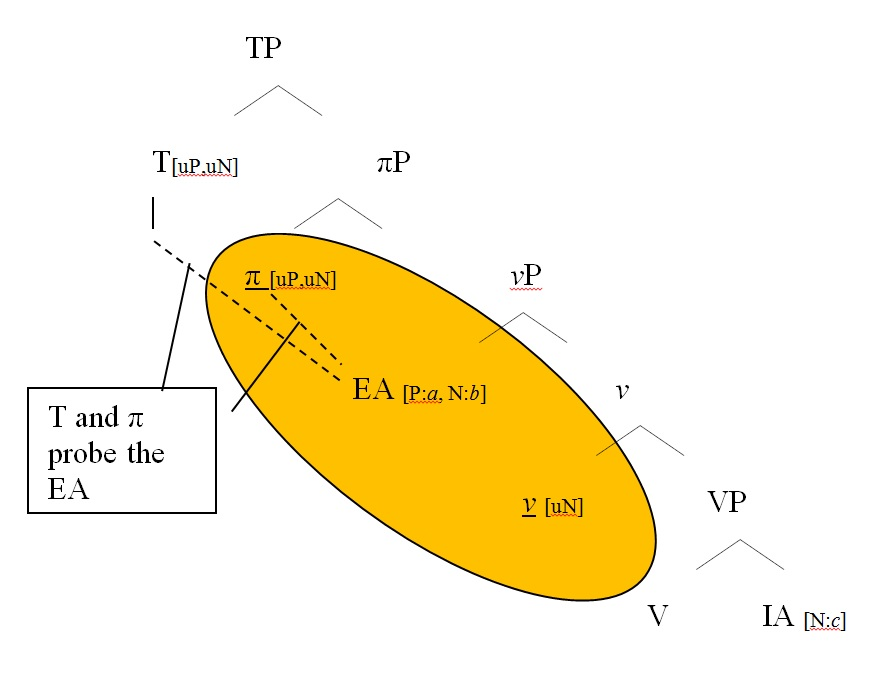 TP
T[uP,uN] πP
π [uP,uN] vP
EA [P:a, N:b] v
T and π
probe the
EA
v [uN] VP
V IA [N:c]